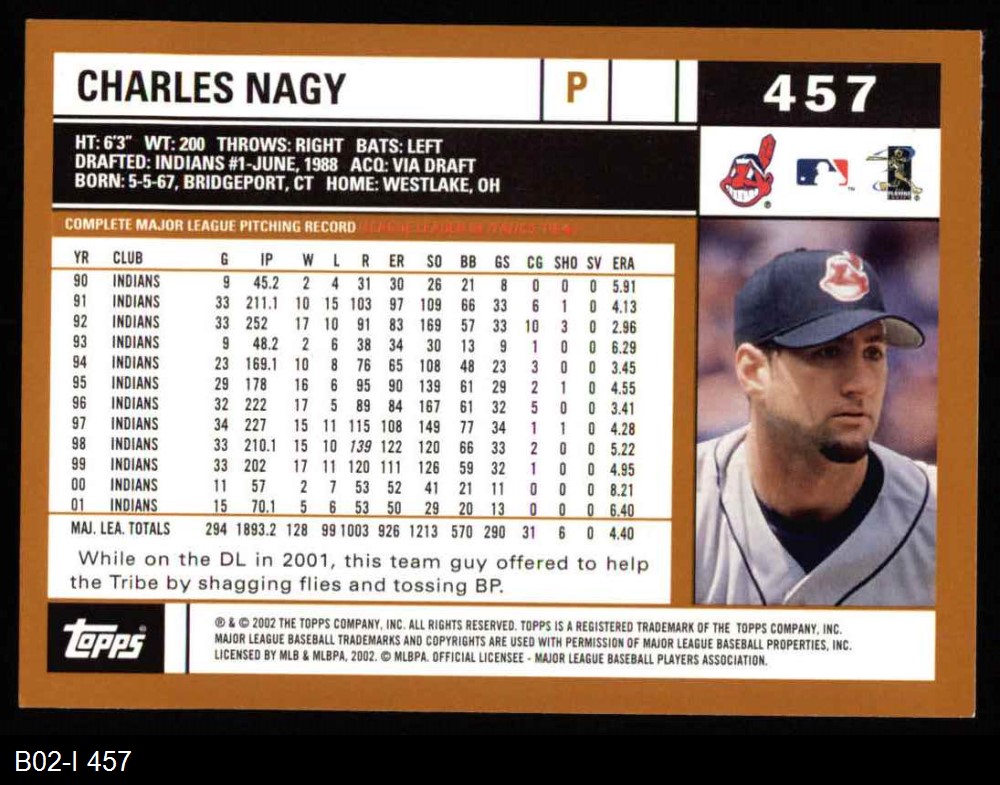 CHARLES NAGY P 457
HT: 6'3" WT: 200 THROWS: RIGHT BATS: LEFT
DRAFTED: INDIANS #1-JUNE, 1988 ACQ: VIA DRAFT
BORN: 5-5-67, BRIDGEPORT, CT HOME: WESTLAKE, OH
COMPLETE MAJOR LEAGUE PITCHING RECORD
YR CLUB G IP W L R ER SO BB GS CG SHO SV ERA
90 INDIANS 9 45.2 2 4 31 30 26 21 8 0 0 0 5.91
91 INDIANS 33 211.1 10 15 103 97 109 66 33 6 1 0 4.13
92 INDIANS 33 252 17 10 91 83 169 57 33 10 3 0 2.96
93 INDIANS 9 48.2 2 6 38 34 30 13 9 1 0 0 6.29
94 INDIANS 23 169.1 10 8 76 65 108 48 23 3 0 0 3.45
95 INDIANS 29 178 16 6 95 90 139 61 29 2 1 0 4.55
96 INDIANS 32 222 17 5 89 84 167 61 32 5 0 0 3.41
97 INDIANS 34 227 15 11 115 108 149 77 34 1 1 0 4.28
98 INDIANS 33 210.1 15 10 139 122 120 66 33 2 0 0 5.22
99 INDIANS 33 202 17 11 120 111 126 59 32 1 0 0 4.95
00 INDIANS 11 57 2 7 53 52 41 21 11 0 0 0 8.21
01 INDIANS 15 70.1 5 6 53 50 29 20 13 0 0 0 6.40
MAJ. LEA. TOTALS 294 1893.2 128 99 1003 926 1213 570 290 31 6 0 4.40
While on the DL in 2001, this team guy offered to help
the Tribe by shagging flies and tossing BP.
Topps
® & © 2002 THE TOPPS COMPANY, INC. ALL RIGHTS RESERVED. TOPPS IS A REGISTERED TRADEMARK OF THE TOPPS COMPANY, INC.
MAJOR LEAGUE BASEBALL TRADEMARKS AND COPYRIGHTS ARE USED WITH PERMISSION OF MAJOR LEAGUE BASEBALL PROPERTIES, INC.
LICENSED BY MLB & MLBPA, 2002. © MLBPA. OFFICIAL LICENSEE - MAJOR LEAGUE BASEBALL PLAYERS ASSOCIATION.
B02-I 457